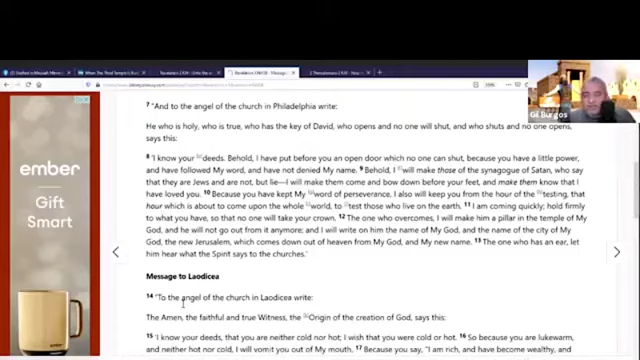 When The Third Temple's
Revelation 3 NASB - Message
2 Thessalonians 2 NIV
Gil Burgos
7 "And to the angel of the church in Philadelphia write:
He who is holy, who is true, who has the key of David, who opens and no one will shut, and who shuts and no one opens,
says this:
8 'I know your deeds. Behold, I have put before you an open door which no one can shut, because you have a little power,
and have followed My word, and have not denied My name. 9 Behold, I will make those of the synagogue of Satan, who say
that they are Jews and are not, but lie—I will make them come and bow down before your feet, and make them know that I
have loved you. 10 Because you have kept My word of perseverance, I also will keep you from the hour of the testing, that
hour which is about to come upon the whole world, to test those who live on the earth. 11 I am coming quickly; hold firmly
to what you have, so that no one will take your crown. 12 The one who overcomes, I will make him a pillar in the temple of My
God, and he will not go out from it anymore; and I will write on him the name of My God, and the name of the city of My
God, the new Jerusalem, which comes down out of heaven from My God, and My new name. 13 The one who has an ear, let
him hear what the Spirit says to the churches.'
Message to Laodicea
14 "To the angel of the church in Laodicea write:
The Amen, the faithful and true Witness, the Origin of the creation of God, says this:
15 'I know your deeds, that you are neither cold nor hot; I wish that you were cold or hot. 16 So because you are lukewarm,
and neither hot nor cold, I will vomit you out of My mouth. 17 Because you say, "I am rich, and have become wealthy, and
ember
Gift
Smart